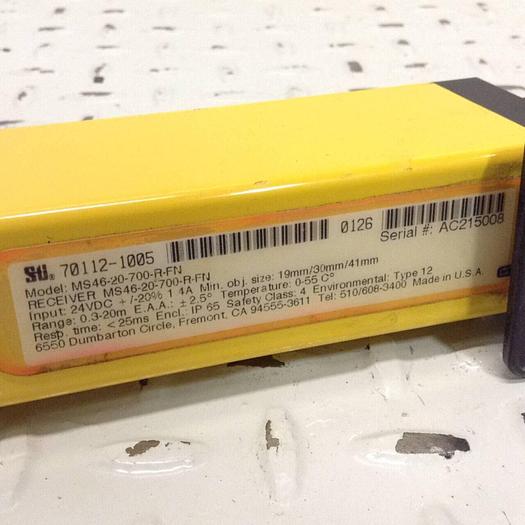 STI. 70112-1005 0126 Serial #: AC215008
Model: MS46-20-700-R-FN
RECEIVER MS46-20-700-R-FN
Input: 24VDC + /-20% 1.4A Min. obj. size: 19mm/30mm/41mm
Range: 0.3-20m E.A.A.: ± 2.5° Temperature: 0-55 C°
Resp. time: <25ms Encl.: IP 65 Safety Class: 4 Environmental: Type 12
6550 Dumbarton Circle, Fremont, CA 94555-3611 Tel: 510/608-3400 Made in U.S.A.